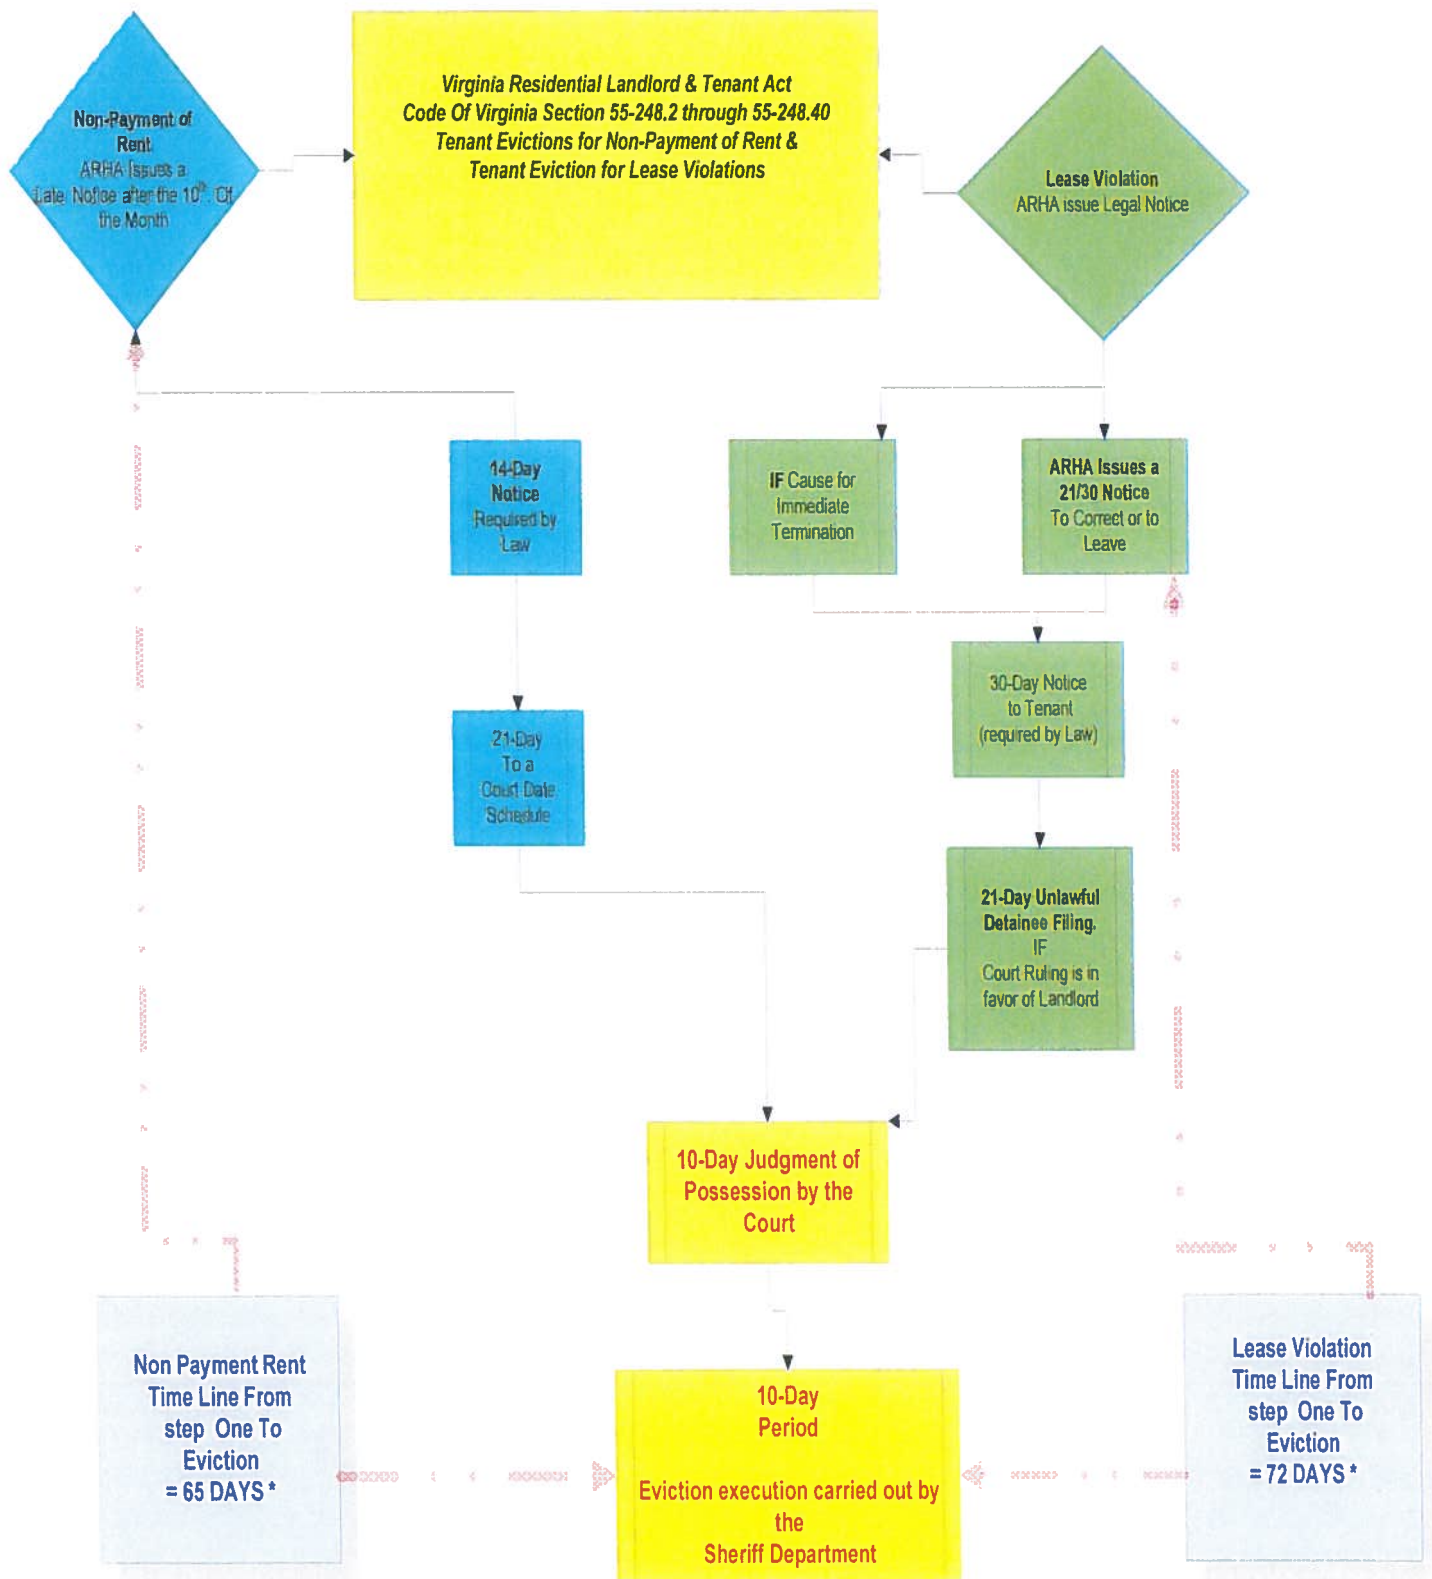 Virginia Residential Landlord & Tenant Act
Code Of Virginia Section 55-248.2 through 55-248.40
Tenant Evictions for Non-Payment of Rent &
Tenant Eviction for Lease Violations
Non-Payment of
Rent
ARHA Issues a
Late Notice after the 10th. Of
the Month
Lease Violation
ARHA issue Legal Notice
14-Day
Notice
Required by
Law
IF Cause for
Immediate
Termination
ARHA Issues a
21/30 Notice
To Correct or to
Leave
30-Day Notice
to Tenant
(required by Law)
21-Day
To a
Court Date
Schedule
21-Day Unlawful
Detainee Filing.
IF
Court Ruling is in
favor of Landlord
10-Day Judgment of
Possession by the
Court
Non Payment Rent
Time Line From
step One To
Eviction
= 65 DAYS *
10-Day
Period
Eviction execution carried out by
the
Sheriff Department
Lease Violation
Time Line From
step One To
Eviction
= 72 DAYS *